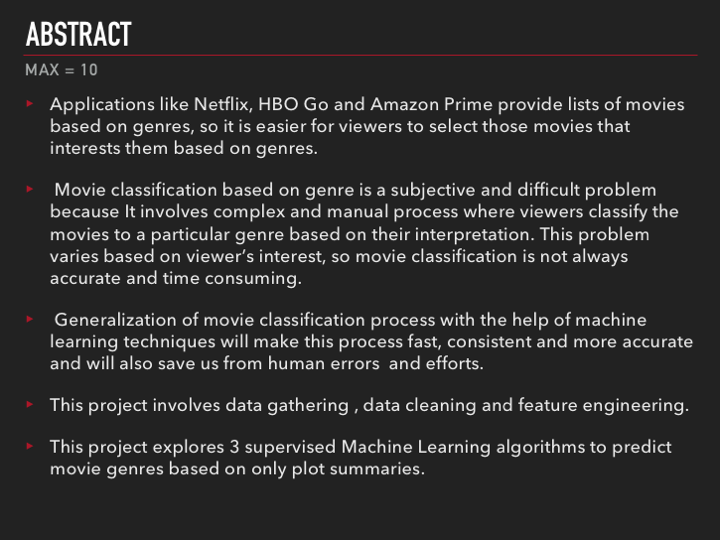 ABSTRACT
MAX = 10
▸ Applications like Netflix, HBO Go and Amazon Prime provide lists of movies
based on genres, so it is easier for viewers to select those movies that
interests them based on genres.
▸ Movie classification based on genre is a subjective and difficult problem
because It involves complex and manual process where viewers classify the
movies to a particular genre based on their interpretation. This problem
varies based on viewer’s interest, so movie classification is not always
accurate and time consuming.
▸ Generalization of movie classification process with the help of machine
learning techniques will make this process fast, consistent and more accurate
and will also save us from human errors  and efforts.
▸ This project involves data gathering , data cleaning and feature engineering.
▸ This project explores 3 supervised Machine Learning algorithms to predict
movie genres based on only plot summaries.